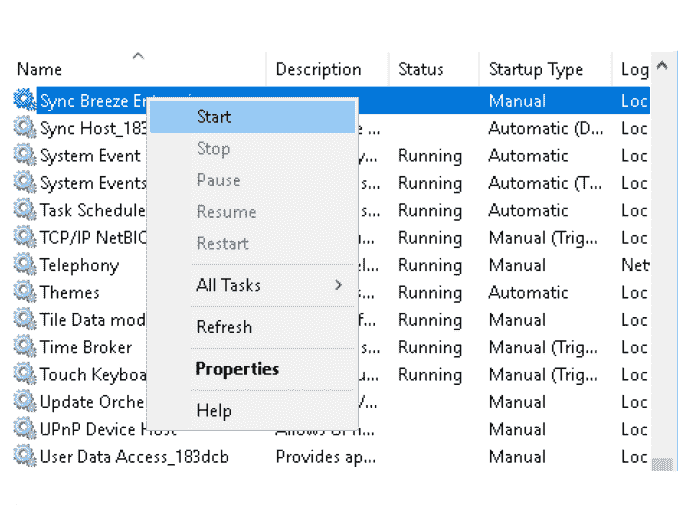 Name Description Status Startup Type Log
Sync Breeze Manual Loc
Start
Sync Host_183 ... Automatic (D... Loc
System Event Running Automatic Loc
Stop
System Events s... Running Automatic (T... Loc
Pause
Task Schedule s... Running Automatic Loc
Resume
TCP/IP NetBIO ... Running Manual (Trig... Loc
Restart
Telephony Running Manual Net
All Tasks
Themes s... Running Automatic Loc
Tile Data mod ... Running Manual Loc
Refresh
Time Broker s... Running Manual (Trig... Loc
Properties
Touch Keyboa ... Running Manual (Trig... Loc
Update Orche ... Manual Loc
Help
UPnP Device Host Allows UPn... Manual Loc
User Data Access_183dcb Provides ap... Manual Loc